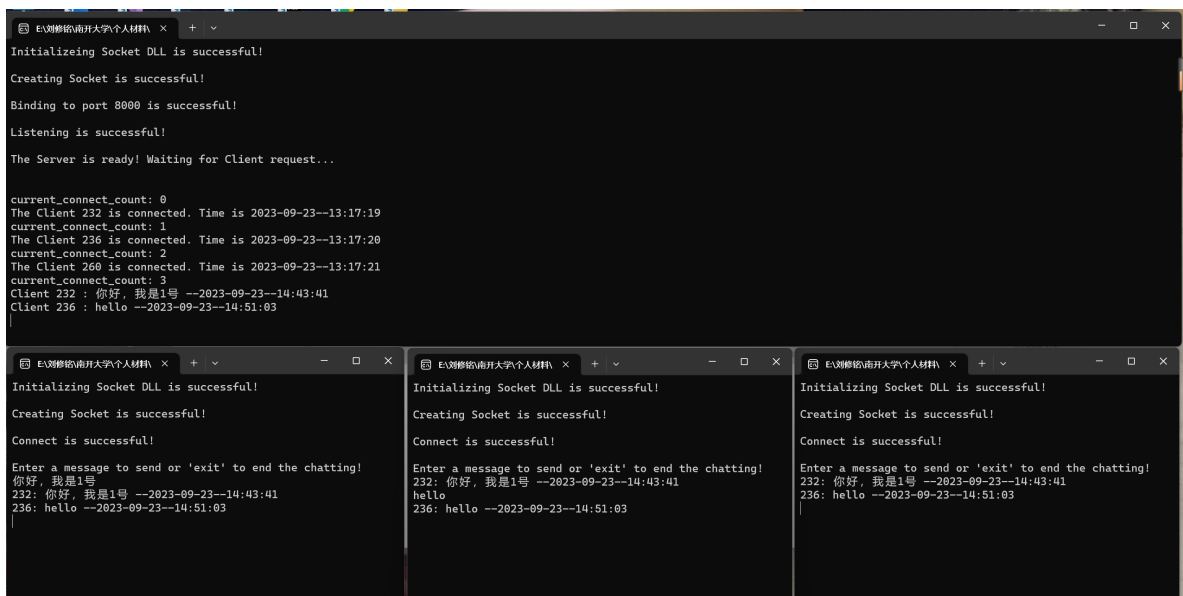 E:\刘修铭\南开大学\个人材料\
Initializeing Socket DLL is successful!
Creating Socket is successful!
Binding to port 8000 is successful!
Listening is successful!
The Server is ready! Waiting for Client request...
current_connect_count: 0
The Client 232 is connected. Time is 2023-09-23--13:17:19
current_connect_count: 1
The Client 236 is connected. Time is 2023-09-23--13:17:20
current_connect_count: 2
The Client 260 is connected. Time is 2023-09-23--13:17:21
current_connect_count: 3
Client 232 : 你好, 我是1号 --2023-09-23--14:43:41
Client 236 : hello --2023-09-23--14:51:03
E:\刘修铭\南开大学\个人材料\
Initializing Socket DLL is successful!
Creating Socket is successful!
Connect is successful!
Enter a message to send or 'exit' to end the chatting!
你好, 我是1号
232: 你好, 我是1号 --2023-09-23--14:43:41
236: hello --2023-09-23--14:51:03
E:\刘修铭\南开大学\个人材料\
Initializing Socket DLL is successful!
Creating Socket is successful!
Connect is successful!
Enter a message to send or 'exit' to end the chatting!
232: 你好, 我是1号 --2023-09-23--14:43:41
hello
236: hello --2023-09-23--14:51:03
E:\刘修铭\南开大学\个人材料\
Initializing Socket DLL is successful!
Creating Socket is successful!
Connect is successful!
Enter a message to send or 'exit' to end the chatting!
232: 你好, 我是1号 --2023-09-23--14:43:41
236: hello --2023-09-23--14:51:03